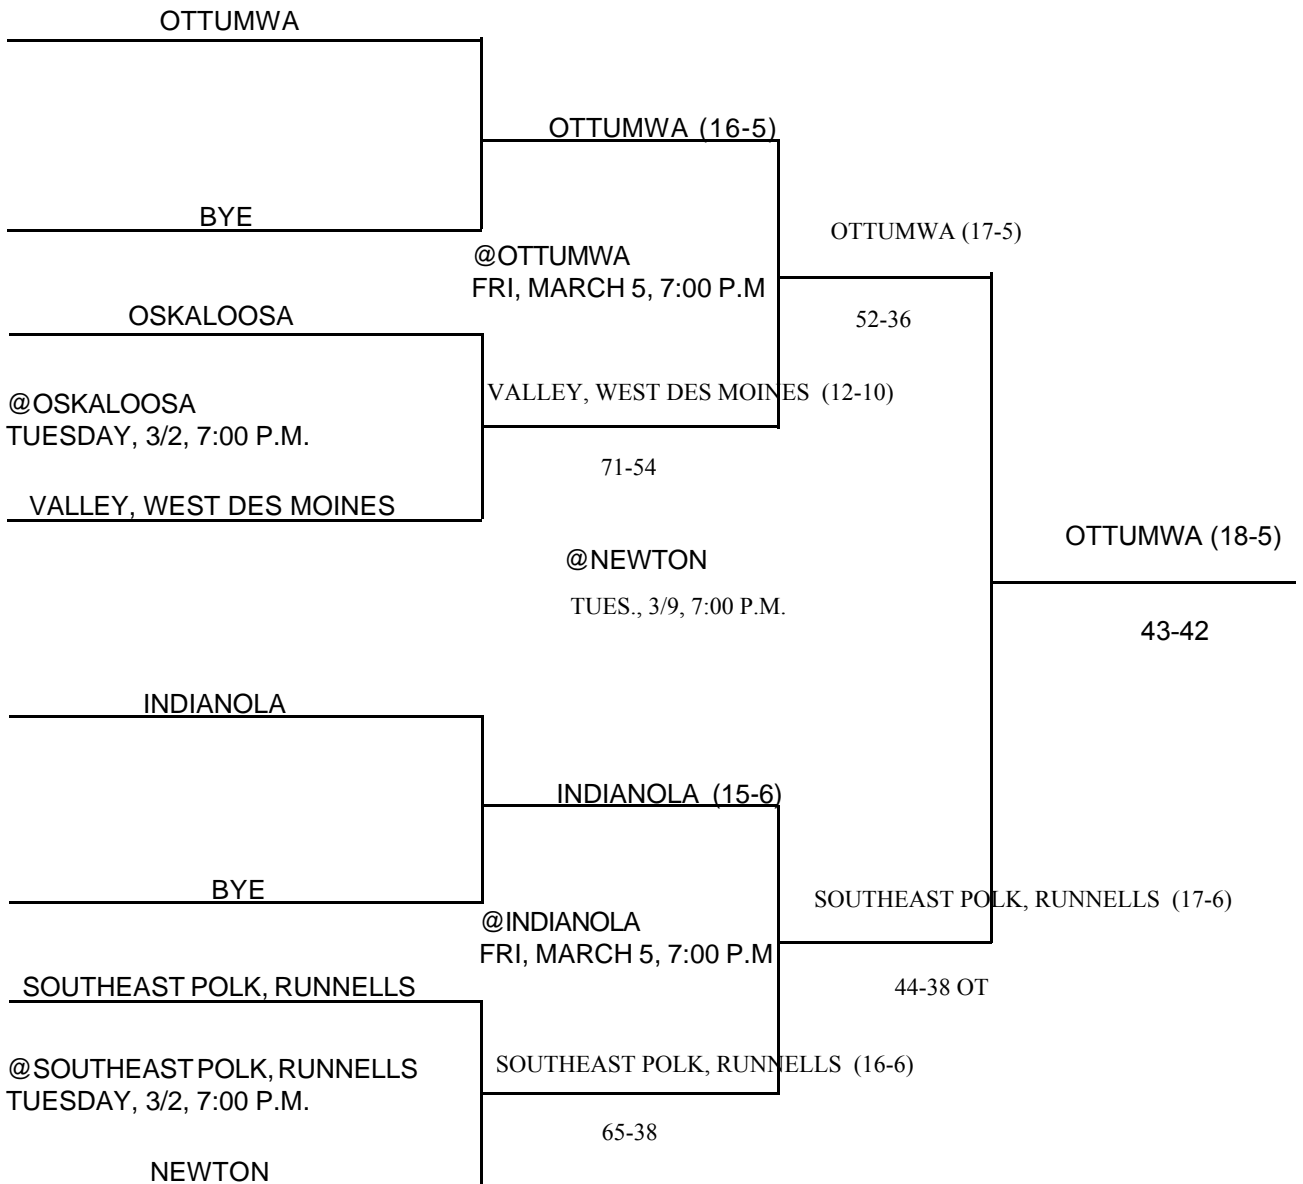 OTTUMWA
OTTUMWA (16-5)
BYE
OTTUMWA (17-5)
@OTTUMWA
FRI, MARCH 5, 7:00 P.M
OSKALOOSA
52-36
VALLEY, WEST DES MOINES (12-10)
@OSKALOOSA
TUESDAY, 3/2, 7:00 P.M.
71-54
VALLEY, WEST DES MOINES
OTTUMWA (18-5)
@NEWTON
TUES., 3/9, 7:00 P.M.
43-42
INDIANOLA
INDIANOLA (15-6)
BYE
SOUTHEAST POLK, RUNNELLS (17-6)
@INDIANOLA
FRI, MARCH 5, 7:00 P.M
SOUTHEAST POLK, RUNNELLS
44-38 OT
SOUTHEAST POLK, RUNNELLS (16-6)
@SOUTHEAST POLK, RUNNELLS
TUESDAY, 3/2, 7:00 P.M.
65-38
NEWTON